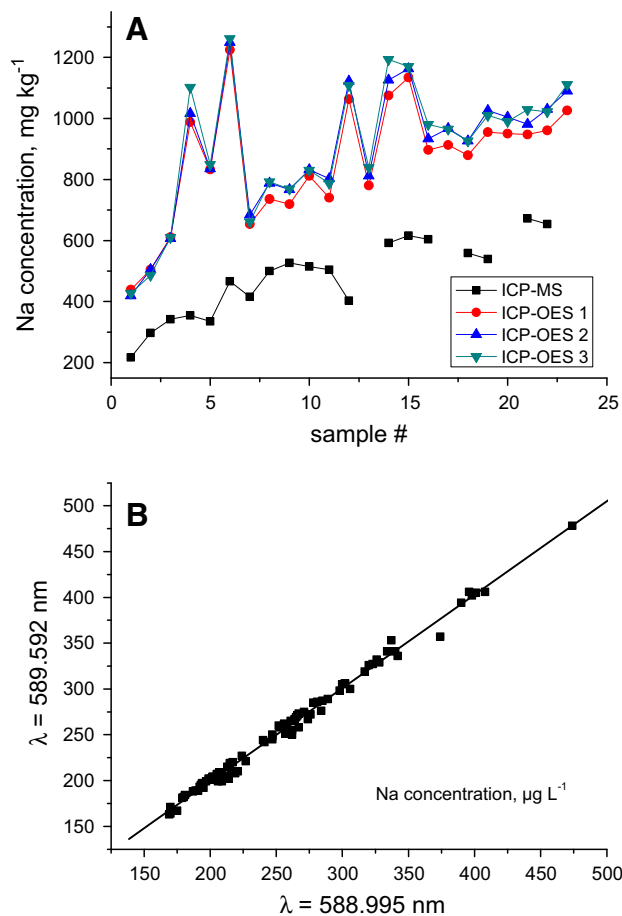 A
1200
1000
800
600
400
200
Na concentration, mg kg⁻¹
ICP-MS
ICP-OES 1
ICP-OES 2
ICP-OES 3
0 5 10 15 20 25
sample #
B
500
450
400
350
300
250
200
150
λ = 589.592 nm
Na concentration, µg L⁻¹
150 200 250 300 350 400 450 500
λ = 588.995 nm